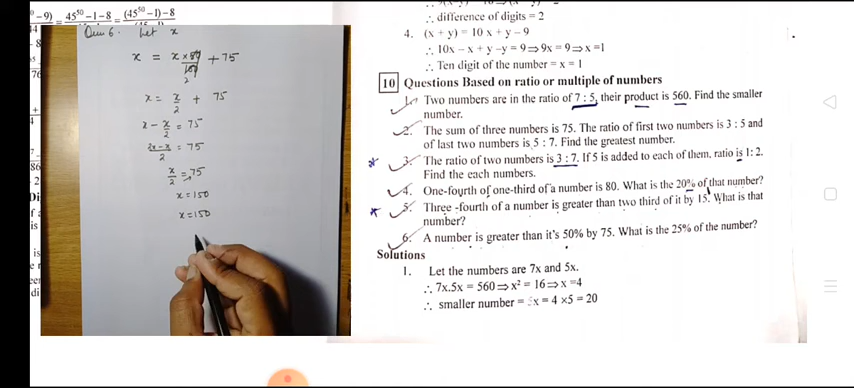 -9) = 45⁵⁰-1-8 = (45⁵⁰-1)-8
Ques 6. Let x
x = x × 50/100 + 75
2
x = x/2 + 75
x - x/2 = 75
2x-x/2 = 75
x/2 = 75
x = 150
x = 150
∴ difference of digits = 2
4. (x + y) = 10x + y – 9
∴ 10x – x + y –y = 9⇒9x = 9⇒x =1
∴ Ten digit of the number = x = 1
10 Questions Based on ratio or multiple of numbers
1. Two numbers are in the ratio of 7 : 5, their product is 560. Find the smaller
number.
2. The sum of three numbers is 75. The ratio of first two numbers is 3 : 5 and
of last two numbers is 5 : 7. Find the greatest number.
3. The ratio of two numbers is 3 : 7. If 5 is added to each of them, ratio is 1: 2.
Find the each numbers.
4. One-fourth of one-third of a number is 80. What is the 20% of that number?
5. Three -fourth of a number is greater than two third of it by 15. What is that
number?
6. A number is greater than it's 50% by 75. What is the 25% of the number?
Solutions
1. Let the numbers are 7x and 5x.
∴ 7x.5x = 560⇒x² = 16⇒x =4
∴ smaller number = 5x = 4 ×5 = 20